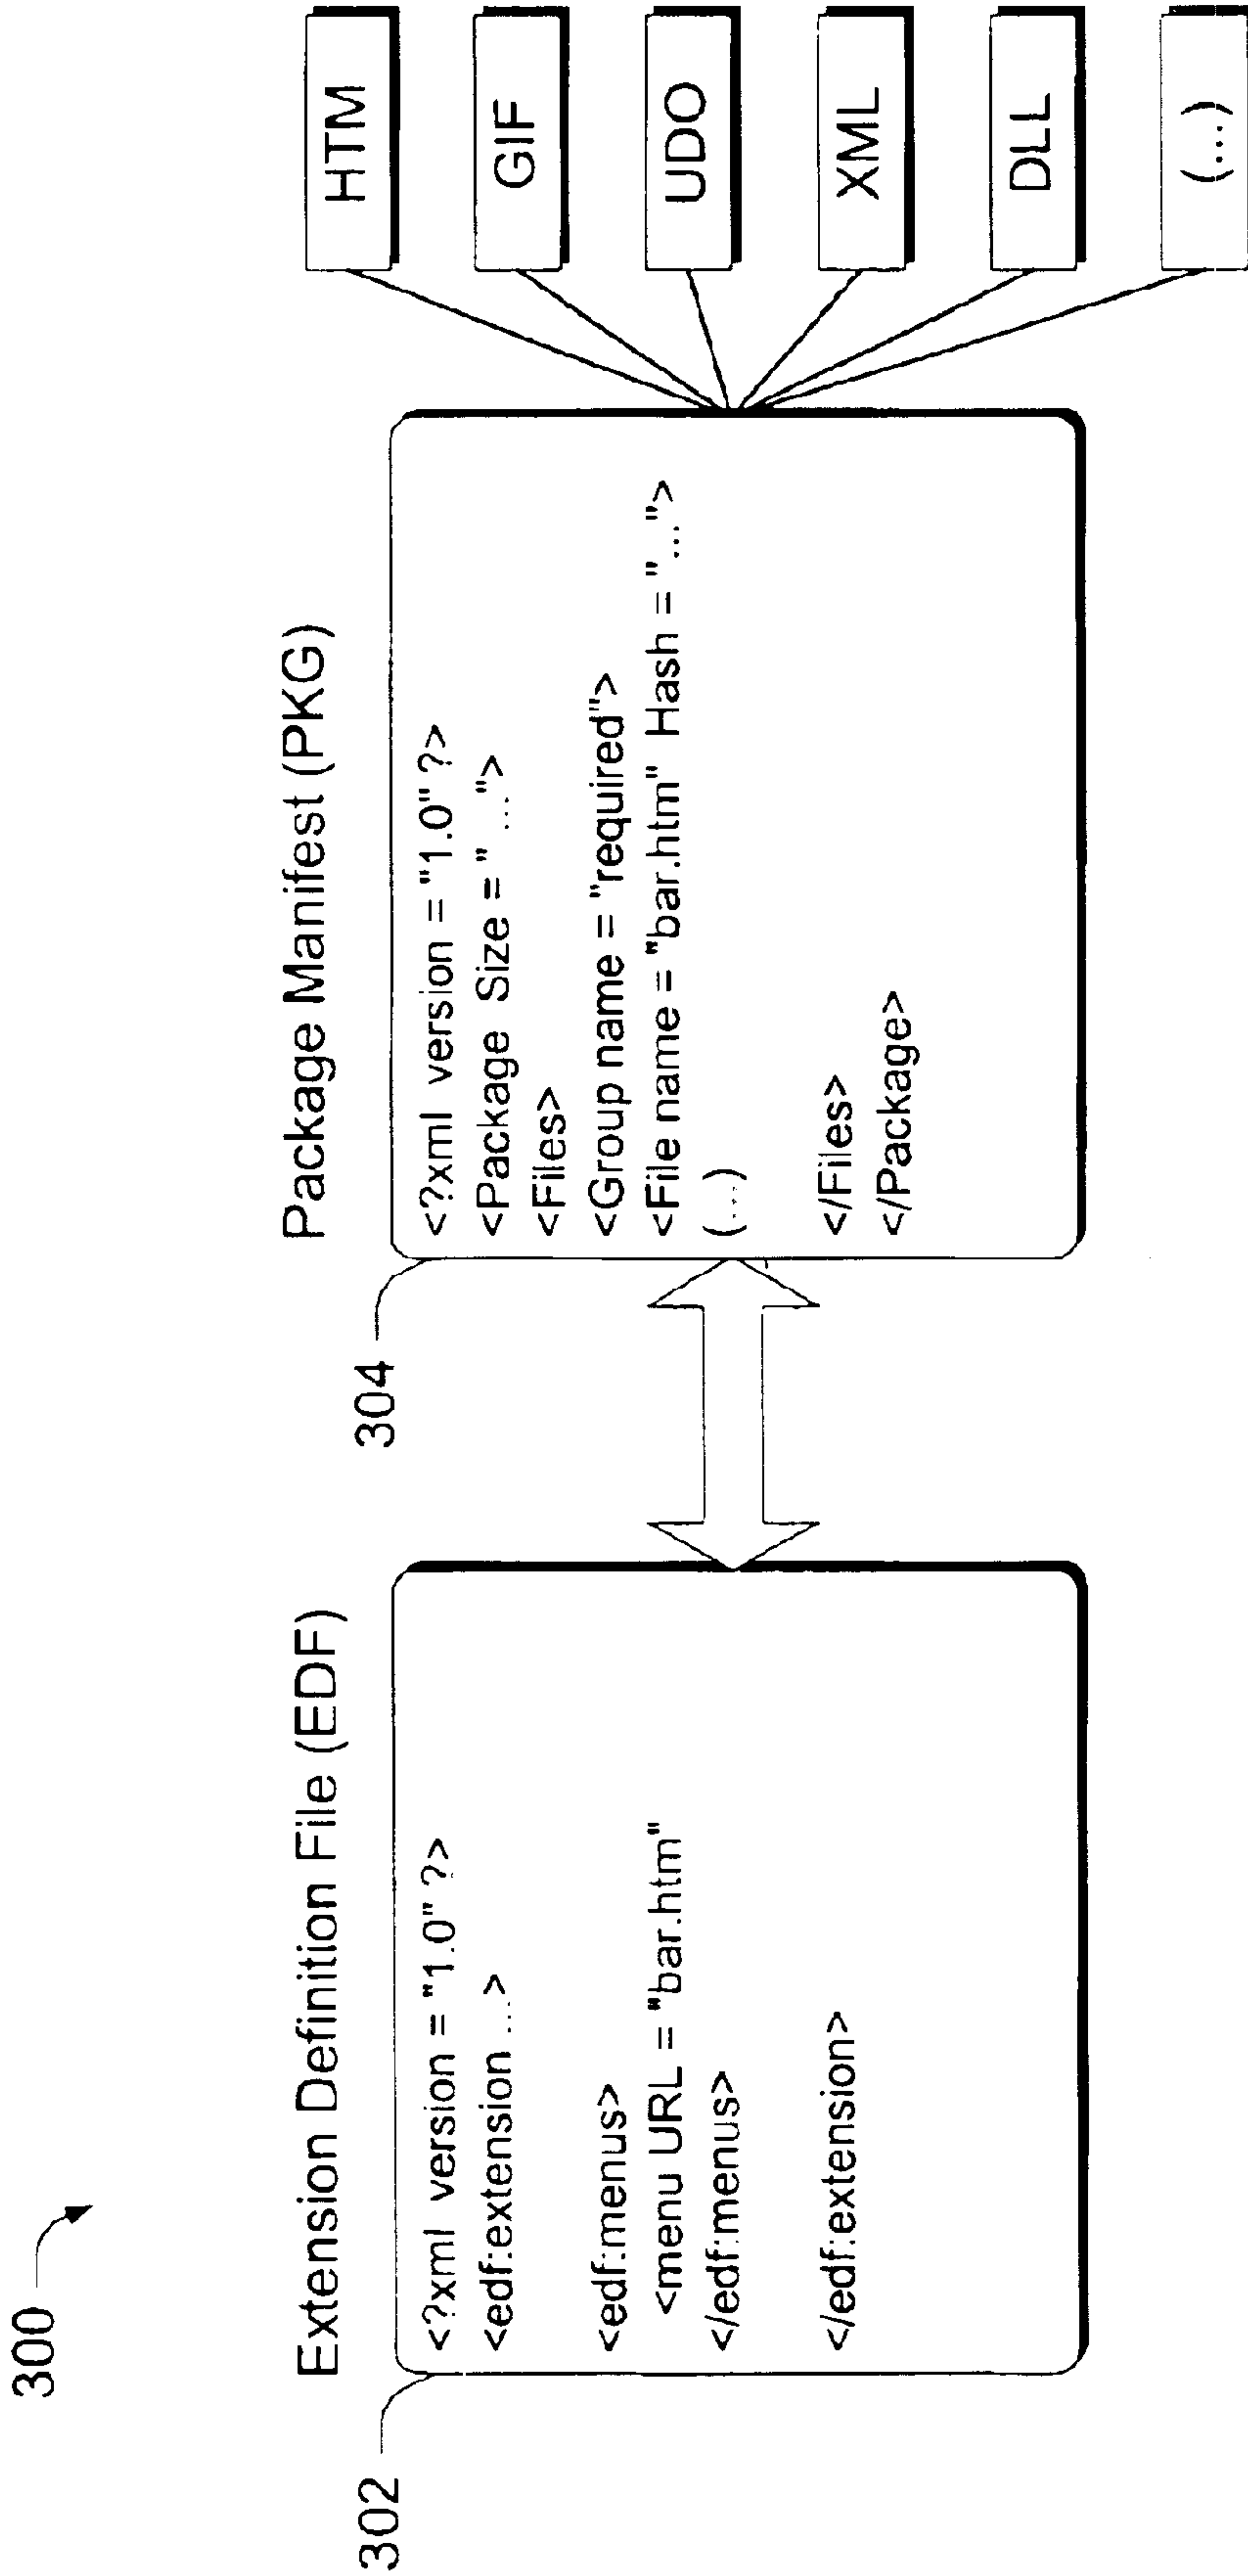 300
Extension Definition File (EDF)
302
<?xml version = "1.0" ?>
<edf:extension ...>
<edf:menus>
<menu URL = "bar.htm"
</edf:menus>
</edf:extension>
Package Manifest (PKG)
304
<?xml version = "1.0" ?>
<Package Size = " ...">
<Files>
<Group name = "required">
<File name = "bar.htm" Hash = "...">
(...)
</Files>
</Package>
HTM
GIF
UDO
XML
DLL
(...)